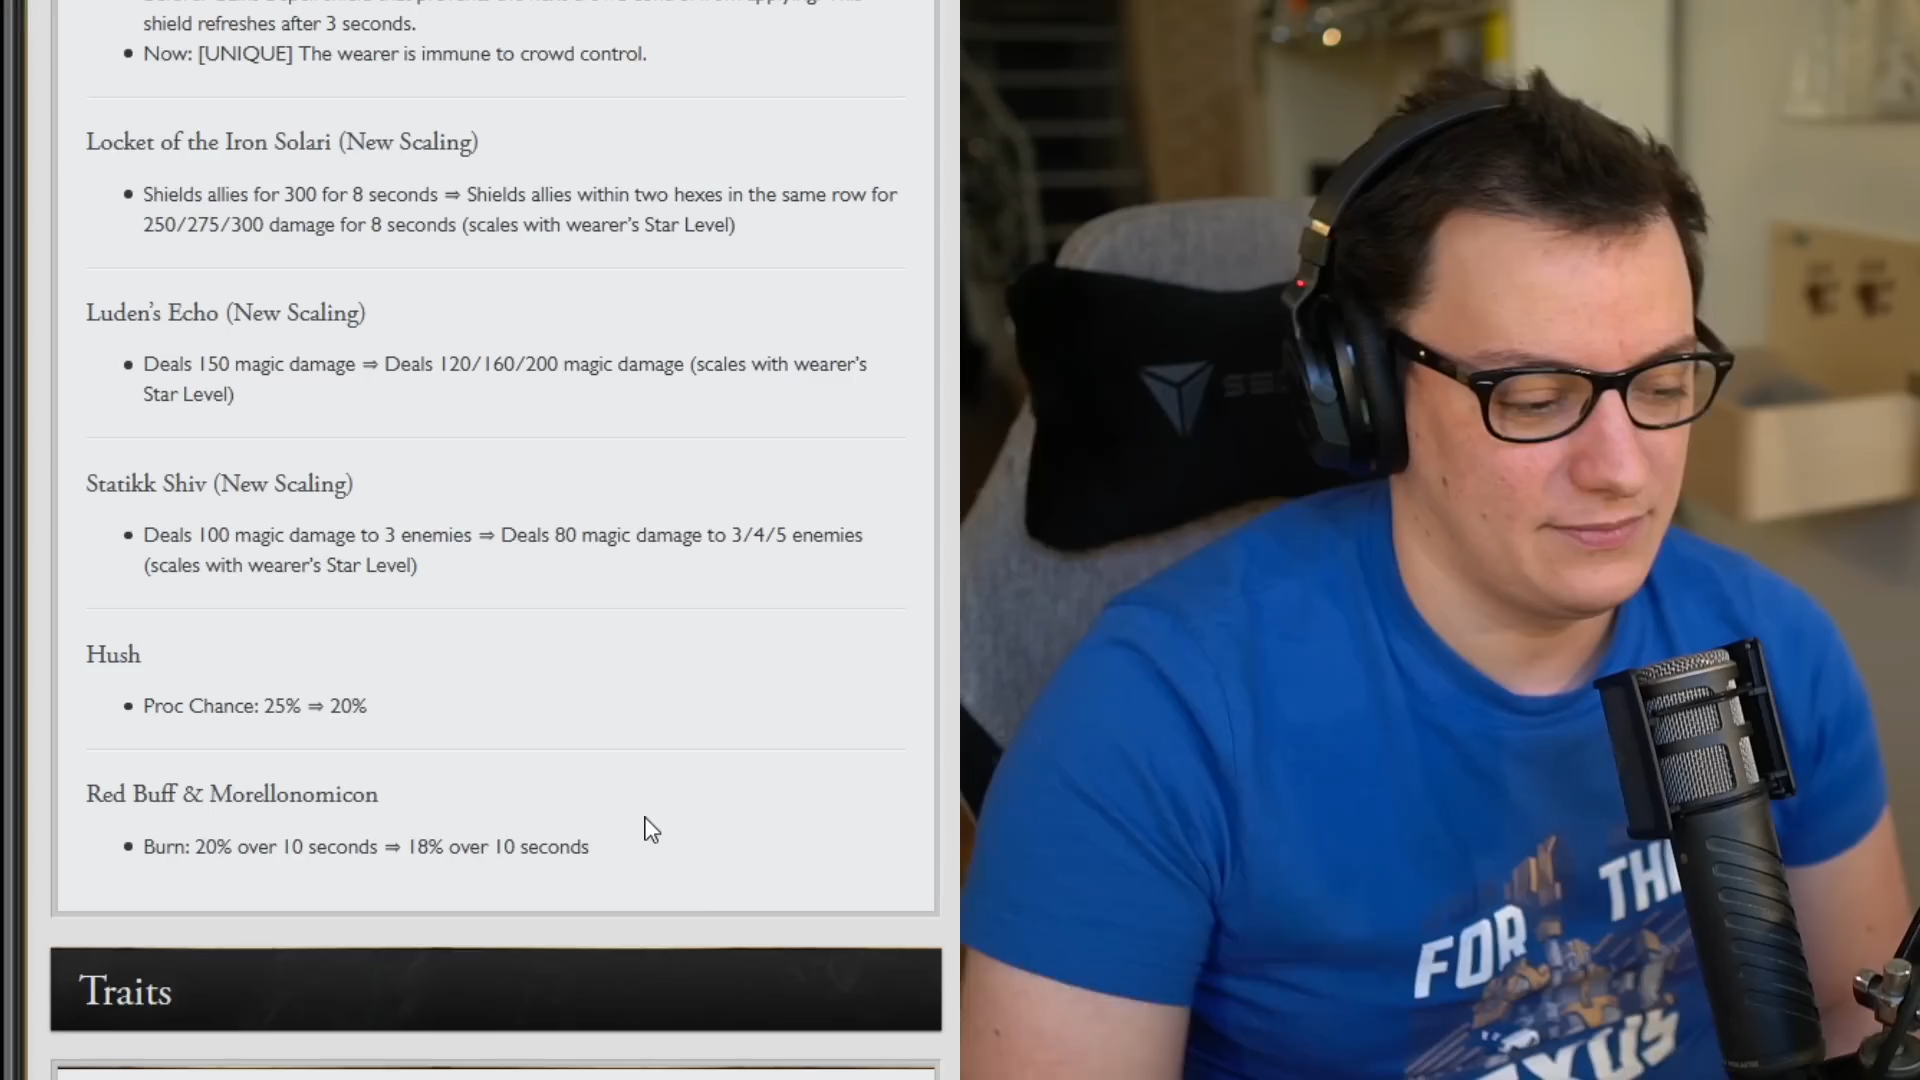 shield refreshes after 3 seconds.
Now: [UNIQUE] The wearer is immune to crowd control.
Locket of the Iron Solari (New Scaling)
Shields allies for 300 for 8 seconds ⇒ Shields allies within two hexes in the same row for
250/275/300 damage for 8 seconds (scales with wearer's Star Level)
Luden's Echo (New Scaling)
Deals 150 magic damage ⇒ Deals 120/160/200 magic damage (scales with wearer's
Star Level)
Statikk Shiv (New Scaling)
Deals 100 magic damage to 3 enemies ⇒ Deals 80 magic damage to 3/4/5 enemies
(scales with wearer's Star Level)
Hush
Proc Chance: 25% ⇒ 20%
Red Buff & Morellonomicon
Burn: 20% over 10 seconds ⇒ 18% over 10 seconds
Traits
FOR